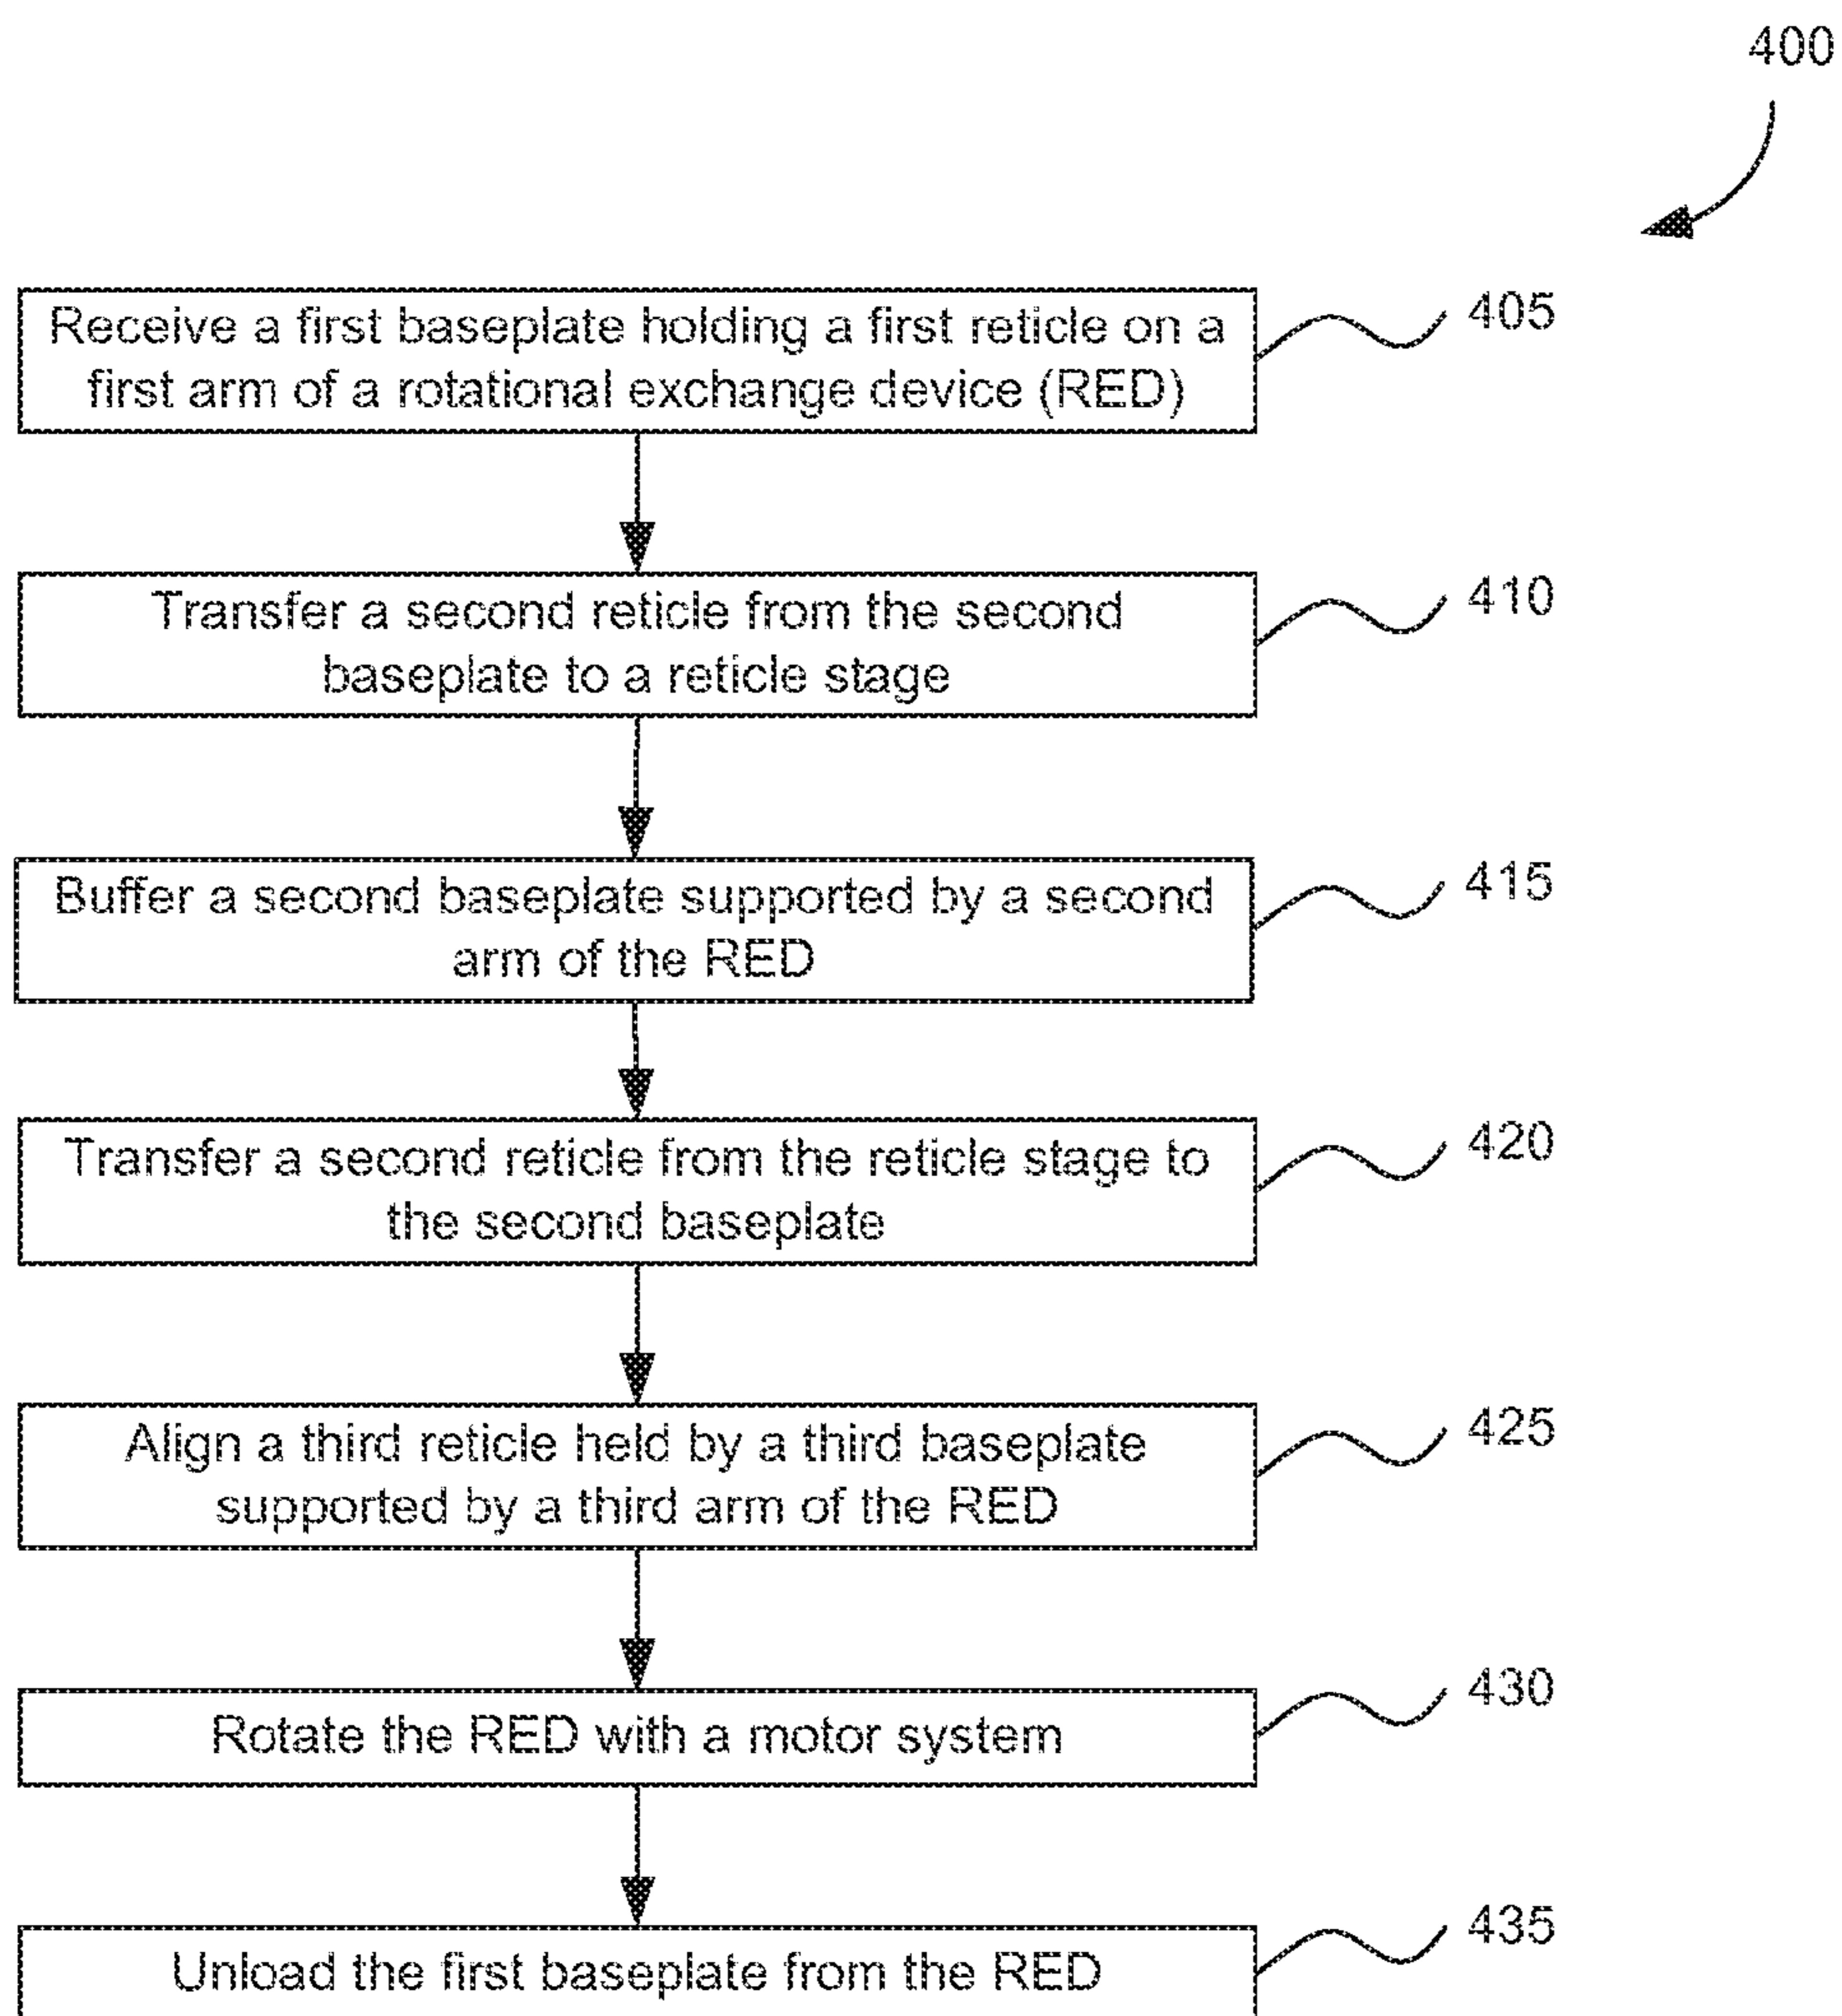 400
Receive a first baseplate holding a first reticle on a
first arm of a rotational exchange device (RED)
405
Transfer a second reticle from the second
baseplate to a reticle stage
410
Buffer a second baseplate supported by a second
arm of the RED
415
Transfer a second reticle from the reticle stage to
the second baseplate
420
Align a third reticle held by a third baseplate
supported by a third arm of the RED
425
Rotate the RED with a motor system
430
Unload the first baseplate from the RED
435